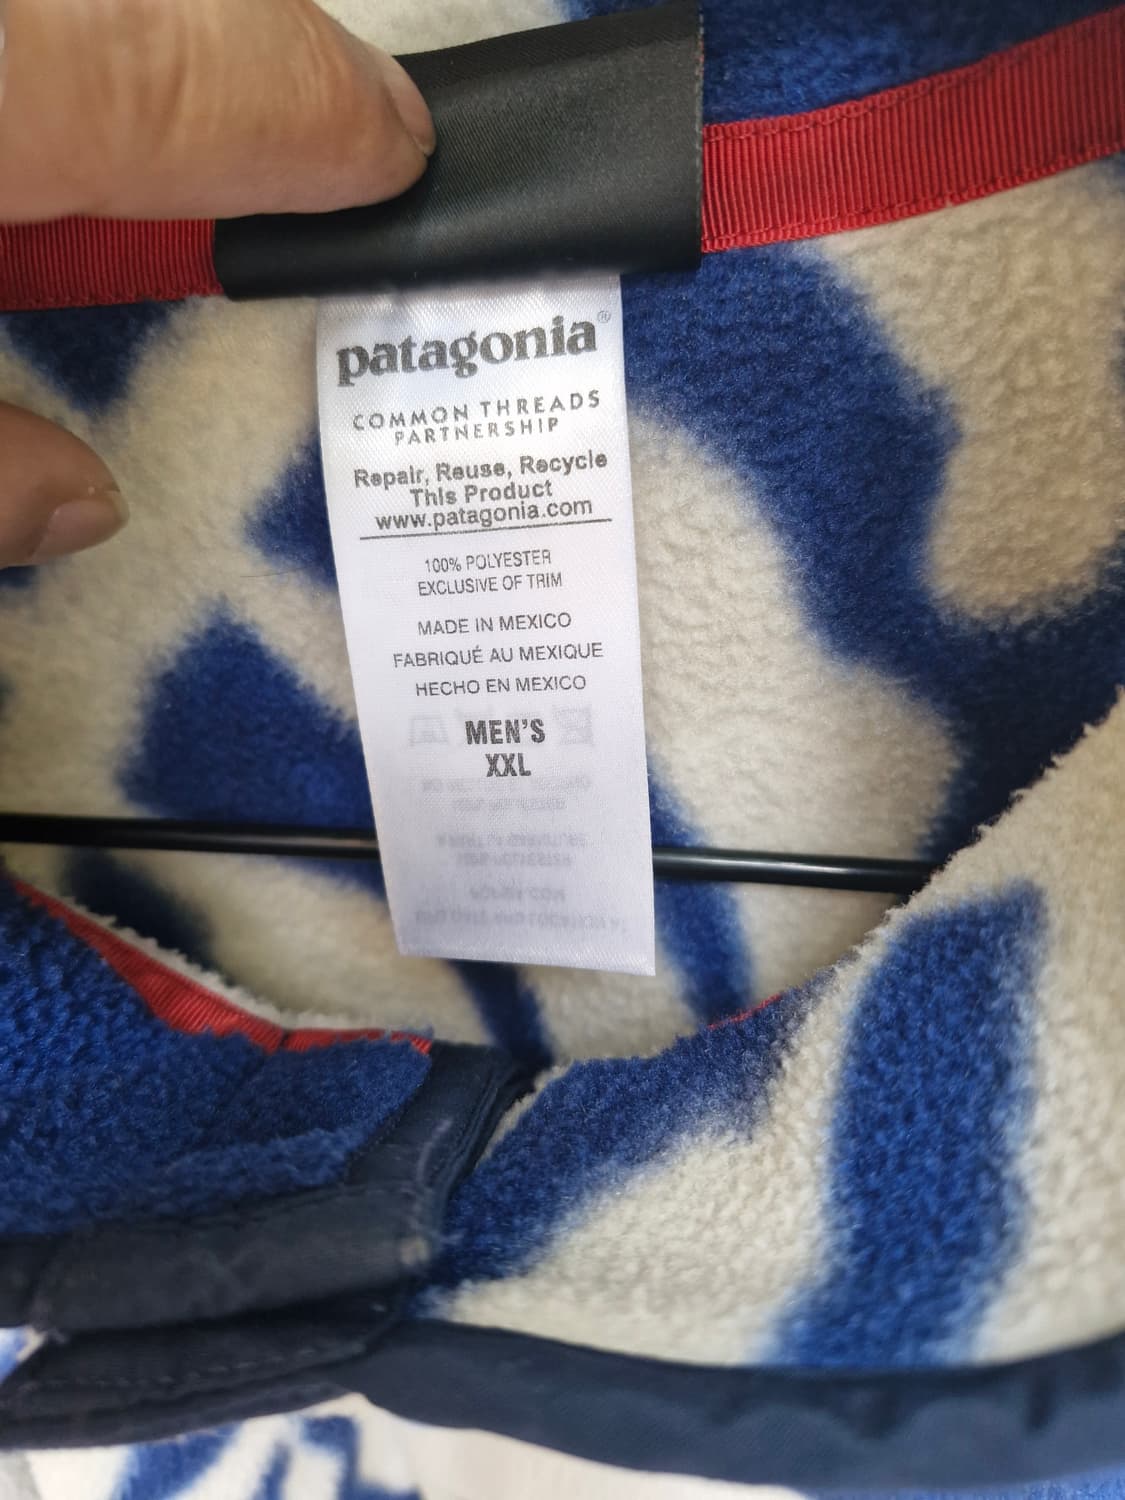 patagonia®
COMMON THREADS
PARTNERSHIP
Repair, Reuse, Recycle
This Product
www.patagonia.com
100% POLYESTER
EXCLUSIVE OF TRIM
MADE IN MEXICO
FABRIQUÉ AU MEXIQUE
HECHO EN MEXICO
MEN'S
XXL